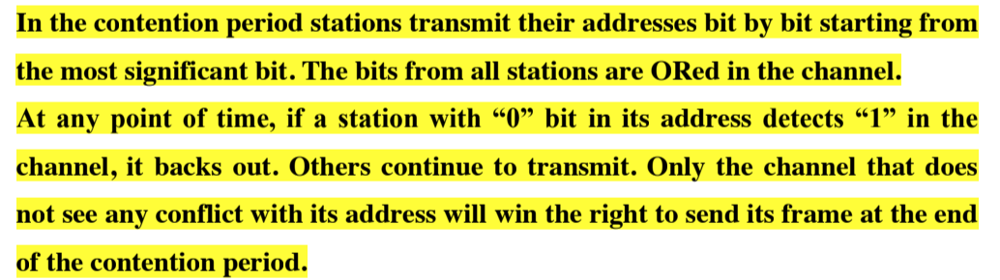 In the contention period stations transmit their addresses bit by bit starting from
the most significant bit. The bits from all stations are ORed in the channel.
At any point of time, if a station with “0” bit in its address detects “1” in the
channel, it backs out. Others continue to transmit. Only the channel that does
not see any conflict with its address will win the right to send its frame at the end
of the contention period.